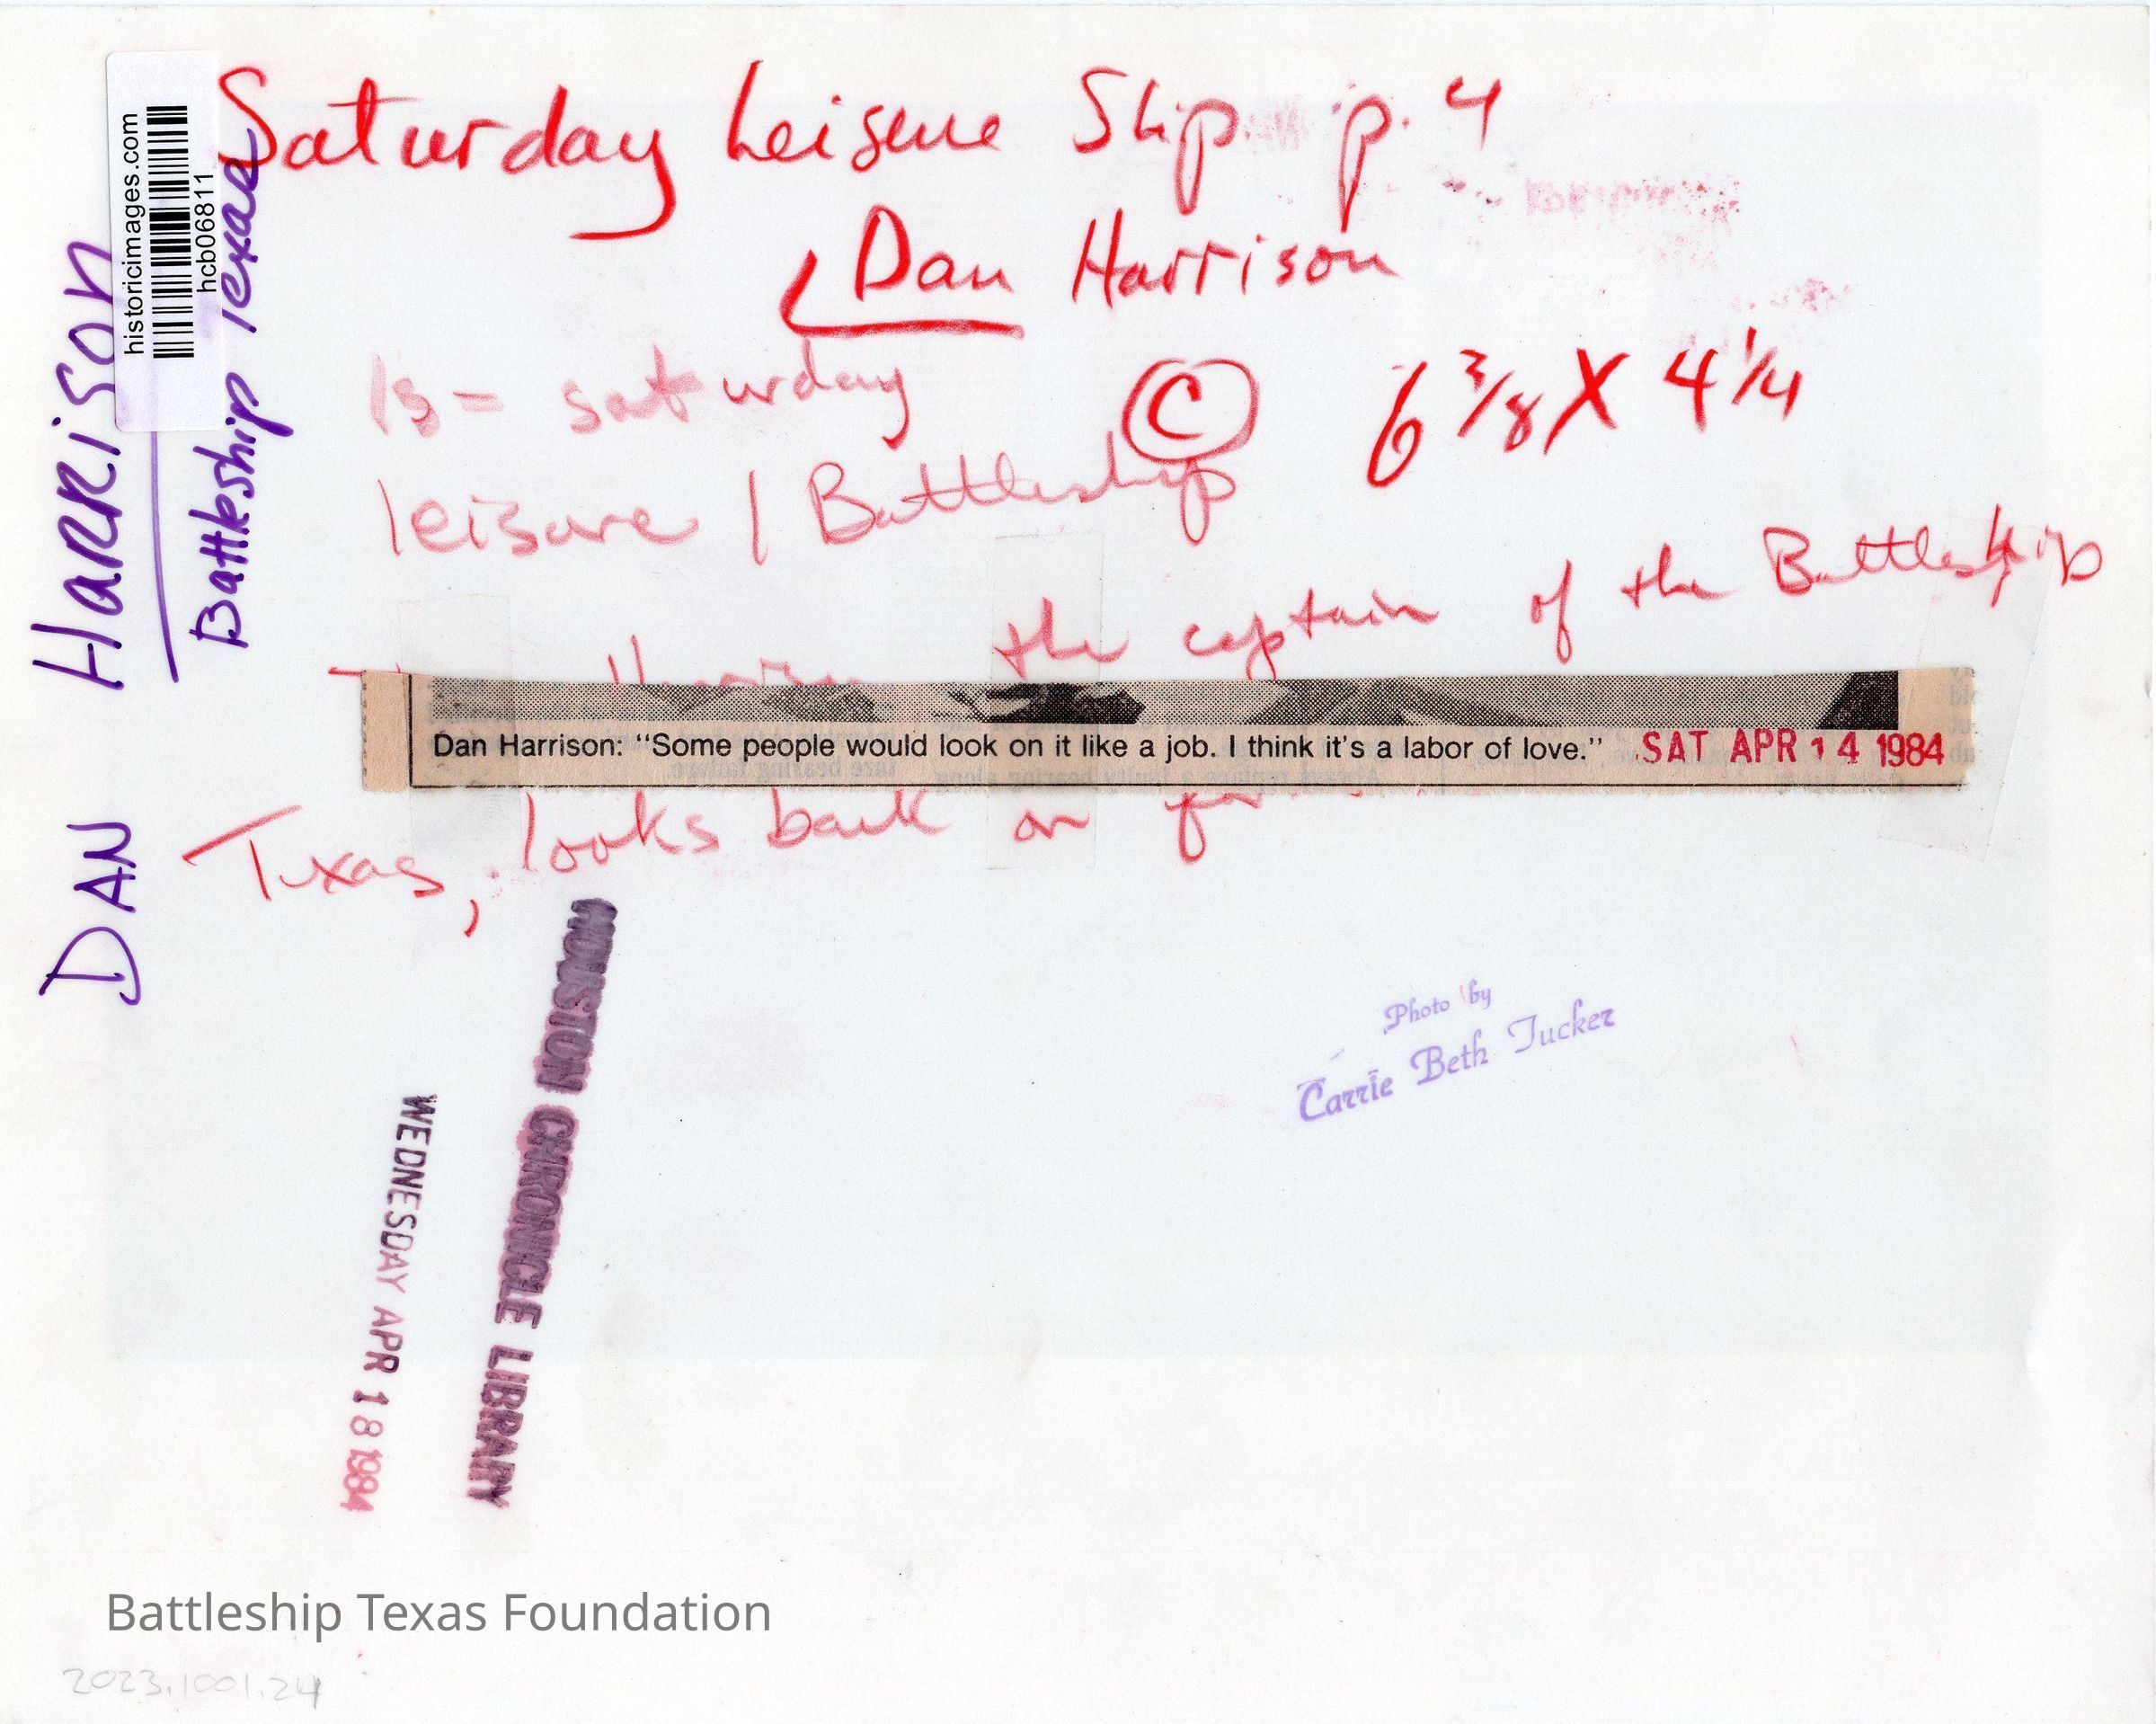 Saturday Leisure Ship p. 4
Dan Harrison
1s - saturday
leisure / Battleship
C 6 3/8 X 4 1/4
Harrison the captain of the Battleship
Dan Harrison: “Some people would look on it like a job. I think it’s a labor of love.” SAT APR 14 1984
Texas, looks back on
DAN HARRISON
Battleship Texas
historicimages.com
hcb06811
HOUSTON CHRONICLE LIBRARY
WEDNESDAY APR 18 1984
Photo by
Carrie Beth Tucker
Battleship Texas Foundation
2023.1001.24